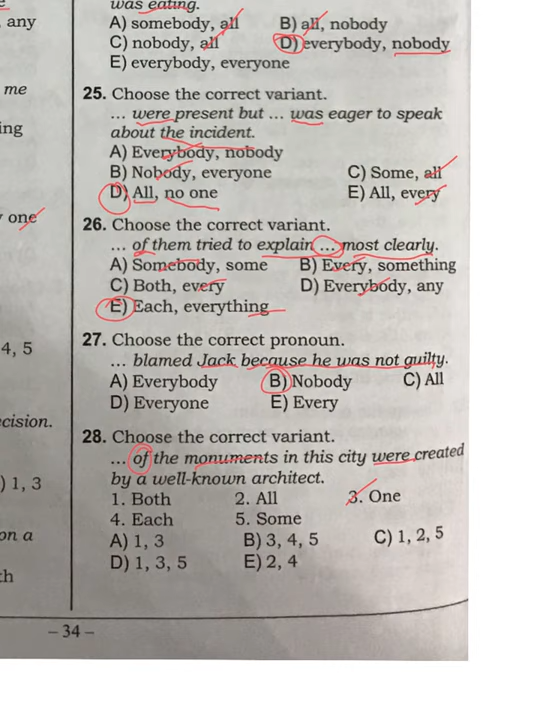 was eating.
, any
A) somebody, all B) all, nobody
C) nobody, all D) everybody, nobody
E) everybody, everyone
me
25. Choose the correct variant.
... were present but ... was eager to speak
ing
about the incident.
A) Everybody, nobody
B) Nobody, everyone C) Some, all
D) All, no one E) All, every
one
26. Choose the correct variant.
... of them tried to explain ... most clearly.
A) Somebody, some B) Every, something
C) Both, every D) Everybody, any
E) Each, everything
27. Choose the correct pronoun.
4, 5
... blamed Jack because he was not guilty.
A) Everybody B) Nobody C) All
D) Everyone E) Every
cision.
28. Choose the correct variant.
... of the monuments in this city were created
by a well-known architect.
) 1, 3
1. Both 2. All 3. One
4. Each 5. Some
on a
A) 1, 3 B) 3, 4, 5 C) 1, 2, 5
D) 1, 3, 5 E) 2, 4
th
– 34 –